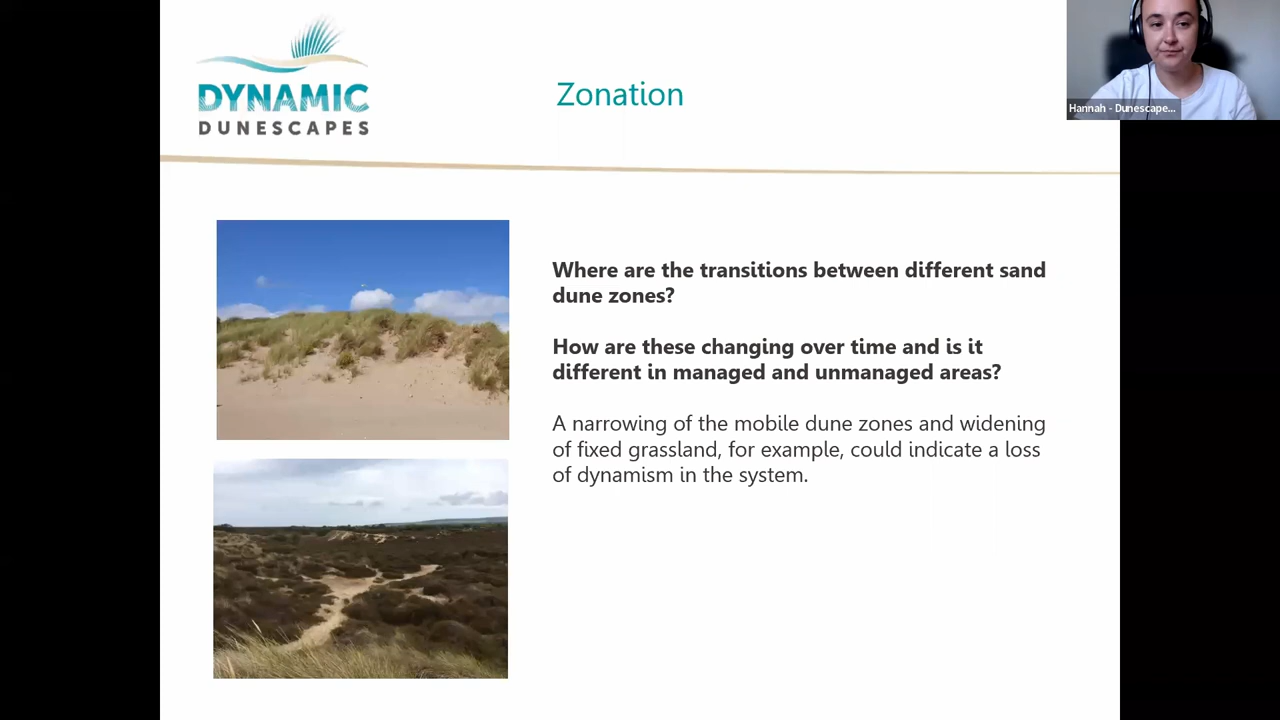 DYNAMIC
DUNESCAPES
Zonation
Hannah - Dunescape...
Where are the transitions between different sand
dune zones?
How are these changing over time and is it
different in managed and unmanaged areas?
A narrowing of the mobile dune zones and widening
of fixed grassland, for example, could indicate a loss
of dynamism in the system.